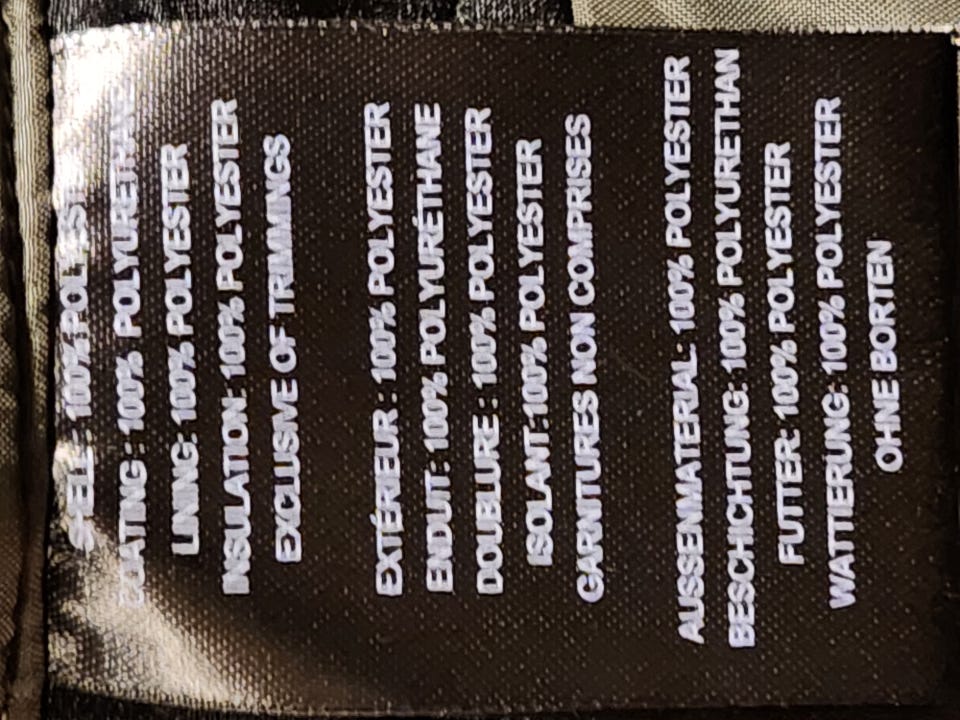 SHELL: 100% POLYESTER
COATING: 100% POLYURETHANE
LINING: 100% POLYESTER
INSULATION: 100% POLYESTER
EXCLUSIVE OF TRIMMINGS
EXTÉRIEUR : 100% POLYESTER
ENDUIT: 100% POLYURÉTHANE
DOUBLURE : 100% POLYESTER
ISOLANT:100% POLYESTER
GARNITURES NON COMPRISES
AUSSENMATERIAL: 100% POLYESTER
BESCHICHTUNG: 100% POLYURETHAN
FUTTER: 100% POLYESTER
WATTIERUNG: 100% POLYESTER
OHNE BORTEN